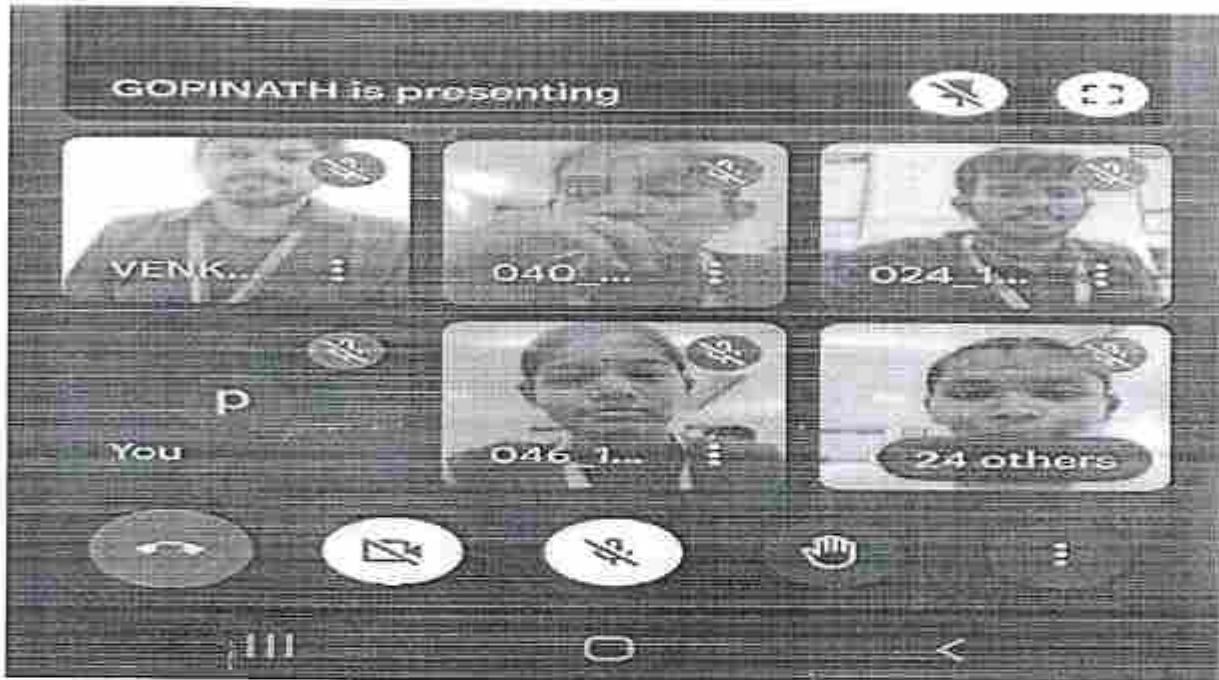 GOPINATH is presenting
VENK...
040_...
024_1...
p
You
046_1...
24 others